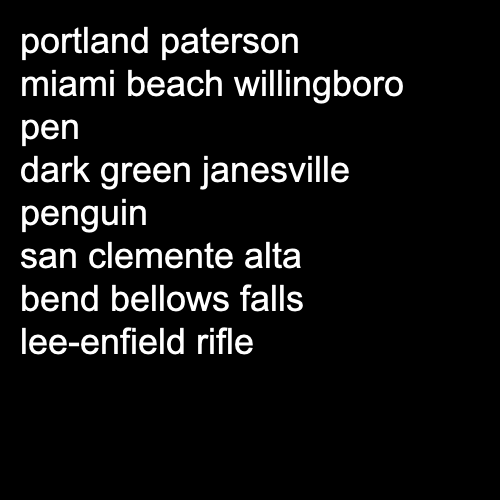 portland paterson
miami beach willingboro
pen
dark green janesville
penguin
san clemente alta
bend bellows falls
lee-enfield rifle